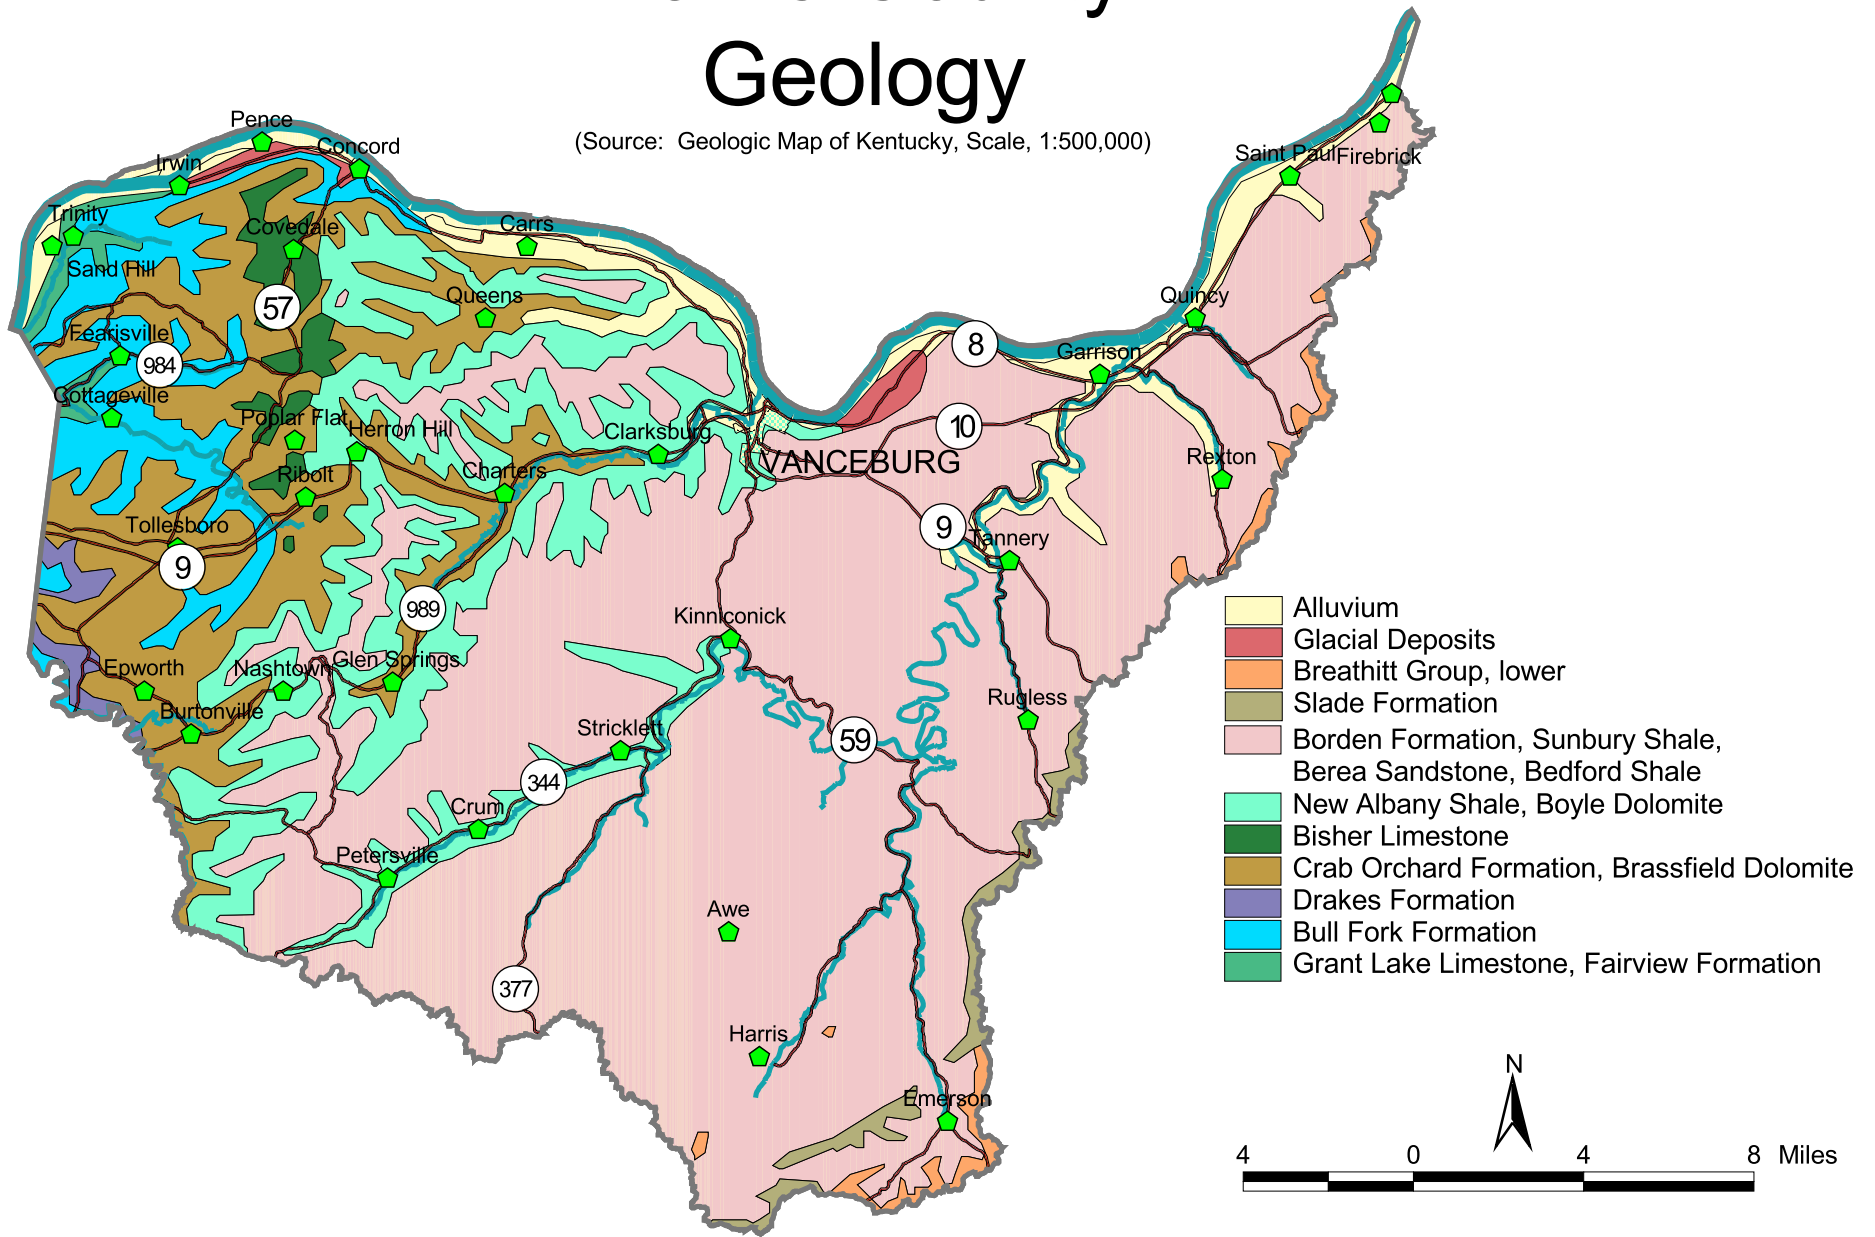 Geology
(Source: Geologic Map of Kentucky, Scale, 1:500,000)
Pence
Concord
Irwin
Saint Paul
Firebrick
Trinity
Covedale
Carrs
Sand Hill
57
Queens
Quincy
Fearisville
984
8
Garrison
Cottageville
Poplar Flat
Herron Hill
Clarksburg
10
VANCEBURG
Rexton
Ribolt
Charters
Tollesboro
9
9
Tannery
989
Kinniconick
Epworth
Nashtown
Glen Springs
Burtonville
Rugless
Stricklett
59
344
Crum
Petersville
Awe
377
Harris
Emerson
Alluvium
Glacial Deposits
Breathitt Group, lower
Slade Formation
Borden Formation, Sunbury Shale,
Berea Sandstone, Bedford Shale
New Albany Shale, Boyle Dolomite
Bisher Limestone
Crab Orchard Formation, Brassfield Dolomite
Drakes Formation
Bull Fork Formation
Grant Lake Limestone, Fairview Formation
N
4 0 4 8 Miles